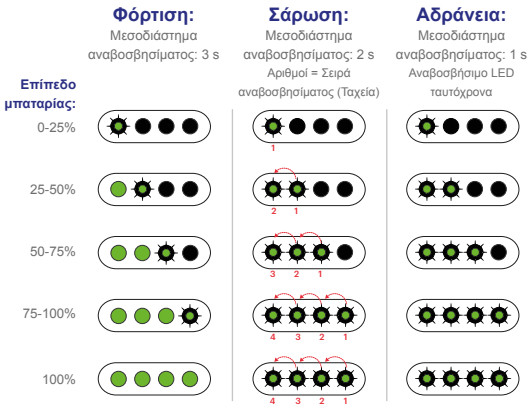 Φόρτιση:
Μεσοδιάστημα
αναβοσβησίματος: 3 s
Σάρωση:
Μεσοδιάστημα
αναβοσβησίματος: 2 s
Αριθμοί = Σειρά
αναβοσβησίματος (Ταχεία)
Αδράνεια:
Μεσοδιάστημα
αναβοσβησίματος: 1 s
Αναβοσβήσιμο LED
ταυτόχρονα
Επίπεδο
μπαταρίας:
0-25%
1
25-50%
2 1
50-75%
3 2 1
75-100%
4 3 2 1
100%
4 3 2 1